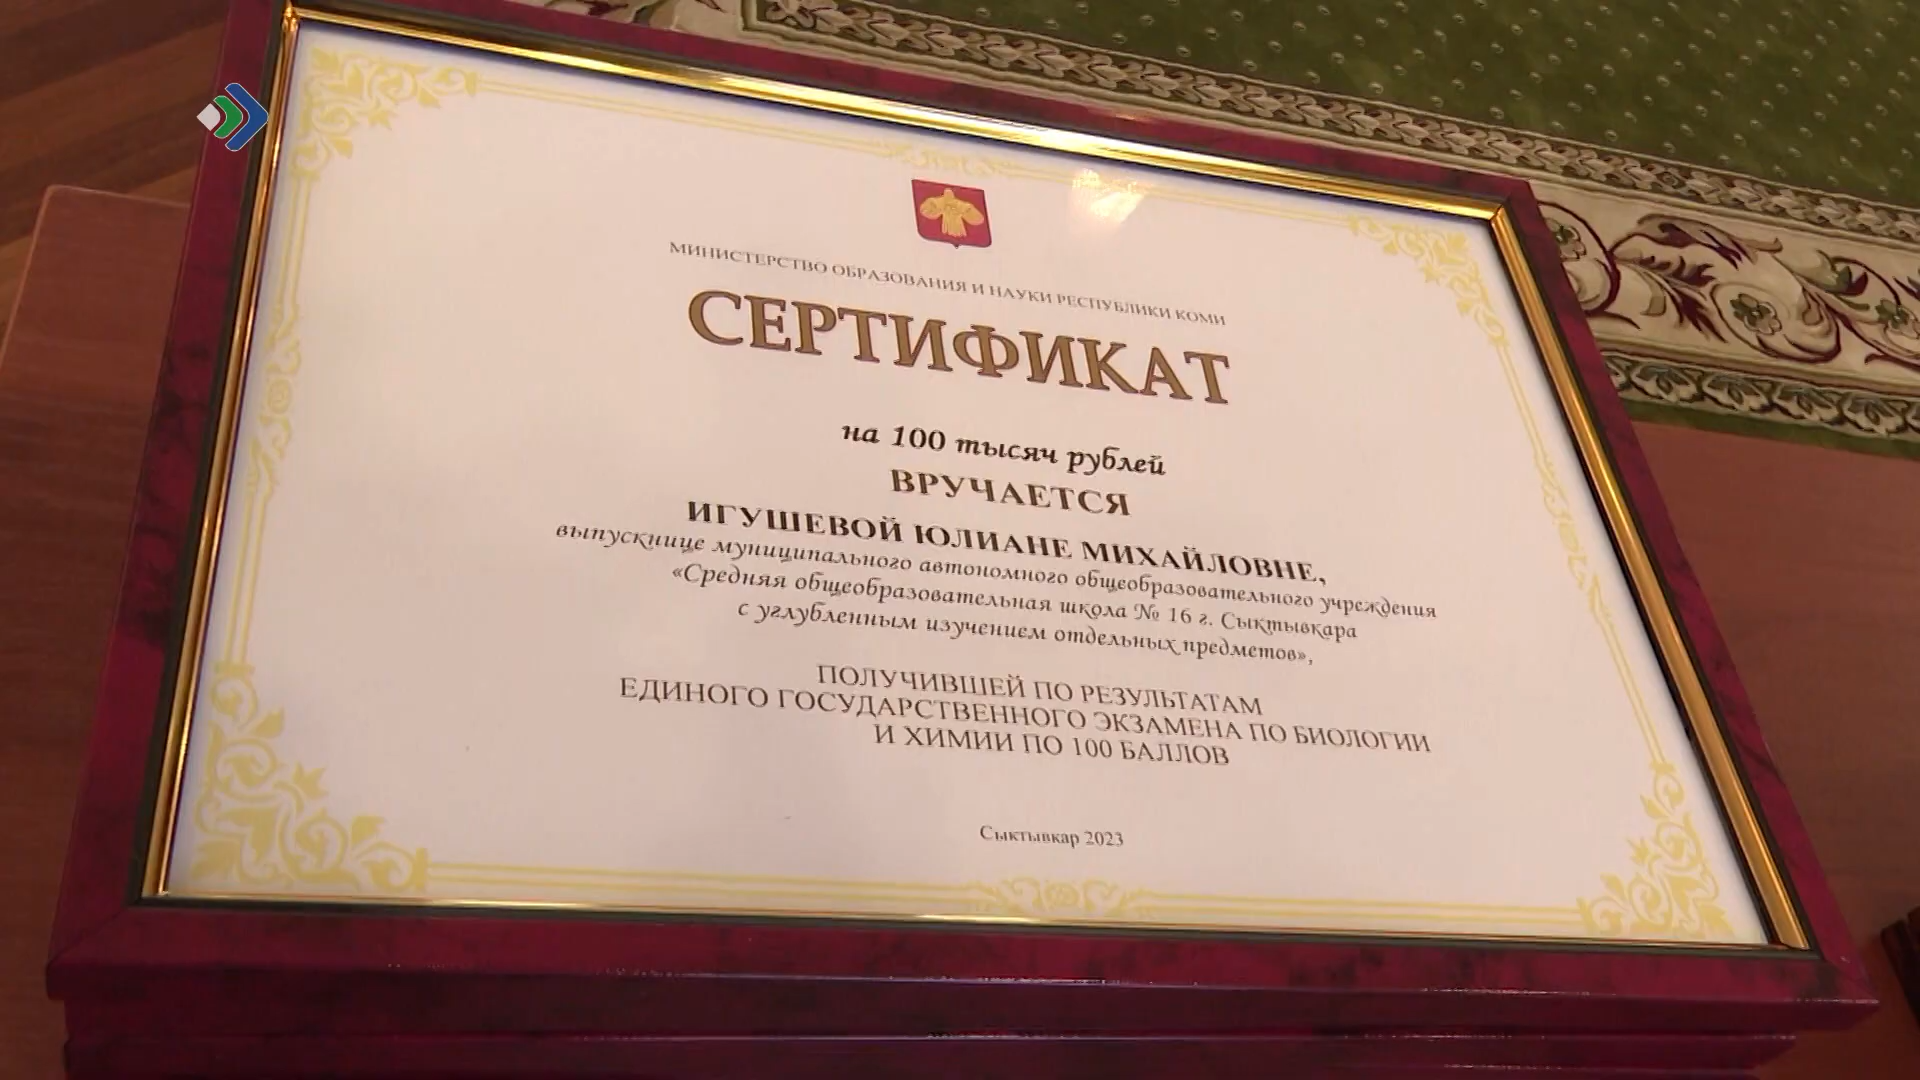 МИНИСТЕРСТВО ОБРАЗОВАНИЯ И НАУКИ РЕСПУБЛИКИ КОМИ
СЕРТИФИКАТ
на 100 тысяч рублей
ВРУЧАЕТСЯ
ИГУШЕВОЙ ЮЛИАНЕ МИХАЙЛОВНЕ,
выпускнице муниципального автономного общеобразовательного учреждения
«Средняя общеобразовательная школа № 16 г. Сыктывкара
с углубленным изучением отдельных предметов»,
ПОЛУЧИВШЕЙ ПО РЕЗУЛЬТАТАМ
ЕДИНОГО ГОСУДАРСТВЕННОГО ЭКЗАМЕНА ПО БИОЛОГИИ
И ХИМИИ ПО 100 БАЛЛОВ
Сыктывкар 2023